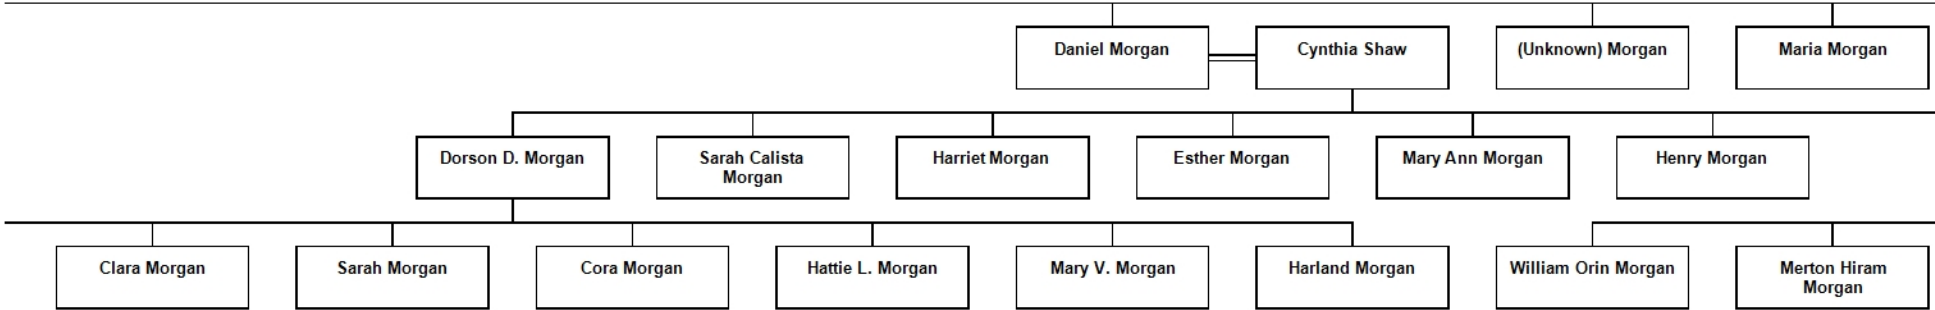 Daniel Morgan
Cynthia Shaw
(Unknown) Morgan
Maria Morgan
Dorson D. Morgan
Sarah Calista
Morgan
Harriet Morgan
Esther Morgan
Mary Ann Morgan
Henry Morgan
Clara Morgan
Sarah Morgan
Cora Morgan
Hattie L. Morgan
Mary V. Morgan
Harland Morgan
William Orin Morgan
Merton Hiram
Morgan